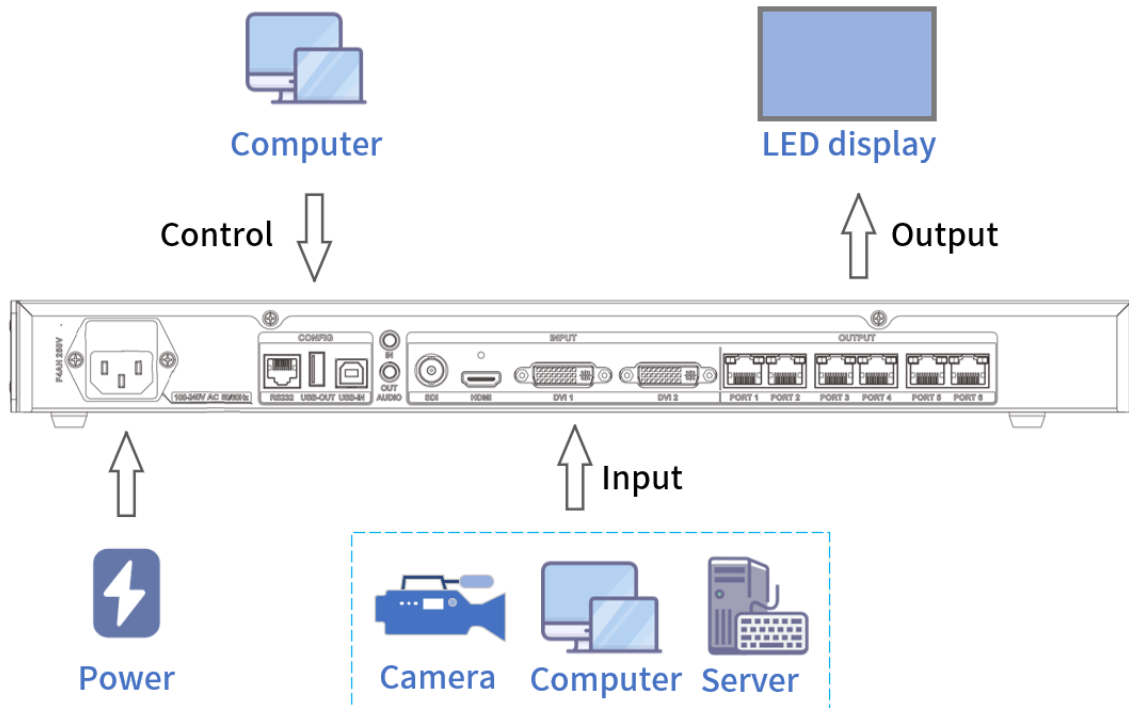 Computer
LED display
Control
Output
F4AH 250V
100-240V AC 50/60Hz
CONFIG
RS232 USB-OUT USB-IN
IN
OUT
AUDIO
INPUT
SDI HDMI DVI 1 DVI 2
OUTPUT
PORT 1 PORT 2 PORT 3 PORT 4 PORT 5 PORT 6
Input
Power
Camera Computer Server